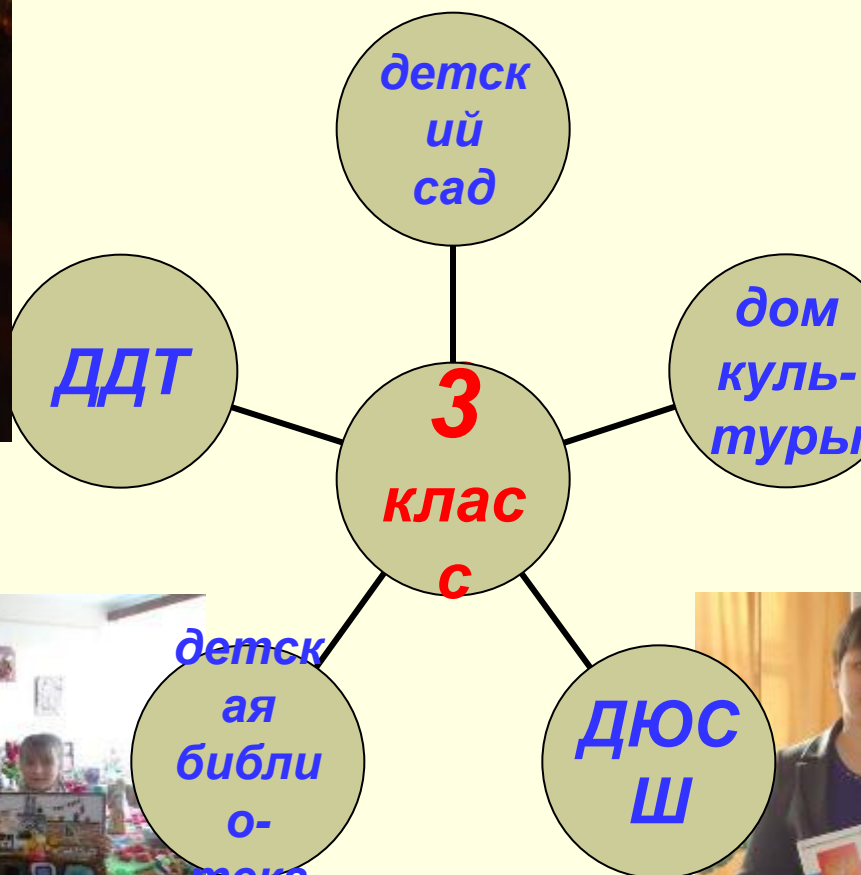 детск
ий
сад
ДДТ
дом
куль-
туры
3
клас
с
детск
ая
библи
о-
ДЮС
Ш